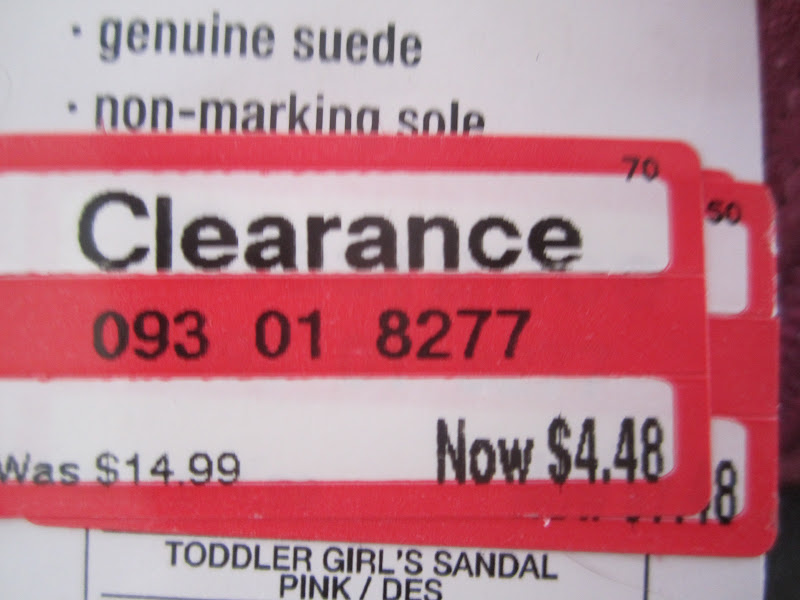 · genuine suede
· non-marking sole
70
50
Clearance
093 01 8277
Was $14.99 Now $4.48
8
TODDLER GIRL'S SANDAL
PINK / DES